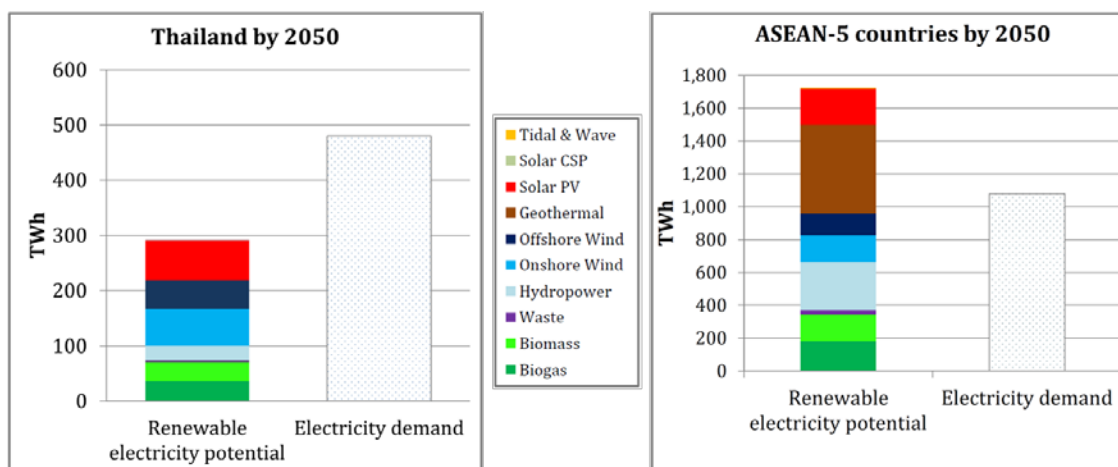 Thailand by 2050
600
500
400
300
200
100
0
TWh
Renewable
electricity potential
Electricity demand
Tidal & Wave
Solar CSP
Solar PV
Geothermal
Offshore Wind
Onshore Wind
Hydropower
Waste
Biomass
Biogas
ASEAN-5 countries by 2050
1,800
1,600
1,400
1,200
1,000
800
600
400
200
0
TWh
Renewable
electricity potential
Electricity demand